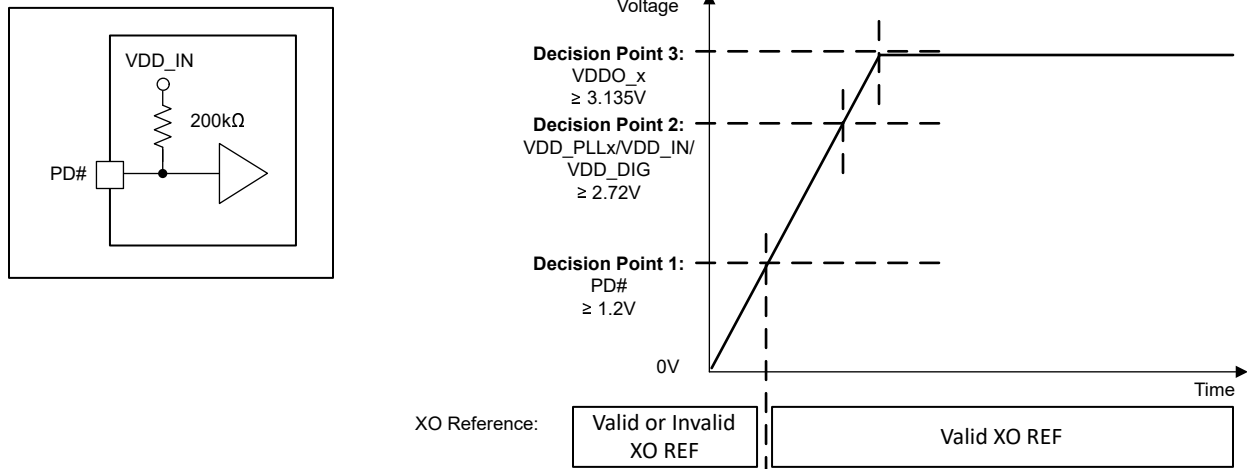 VDD_IN
200kΩ
PD#
Voltage
Decision Point 3:
VDDO_x
≥ 3.135V
Decision Point 2:
VDD_PLLx/VDD_IN/
VDD_DIG
≥ 2.72V
Decision Point 1:
PD#
≥ 1.2V
0V
Time
XO Reference:
Valid or Invalid
XO REF
Valid XO REF